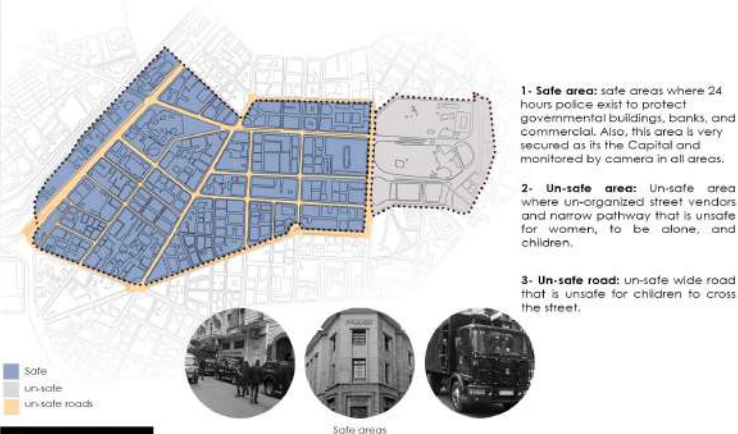 1- Safe area: safe areas where 24
hours police exist to protect
governmental buildings, banks, and
commercial. Also, this area is very
secured as its the Capital and
monitored by camera in all areas.
2- Un-safe area: Un-safe area
where un-organized street vendors
and narrow pathway that is unsafe
for women, to be alone, and
children.
3- Un-safe road: un-safe wide road
that is unsafe for children to cross
the street.
Safe
un-safe
un-safe roads
Safe areas